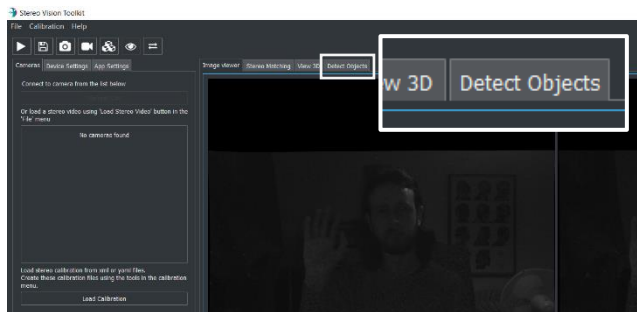 Stereo Vision Toolkit
File Calibration Help
Cameras Device Settings App Settings
Image Viewer Stereo Matching View 3D Detect Objects
w 3D Detect Objects
Connect to camera from the list below
Or load a stereo video using 'Load Stereo Video' button in the
'File' menu
No cameras found
Load stereo calibration from xml or yaml files.
Create these calibration files using the tools in the calibration
menu.
Load Calibration